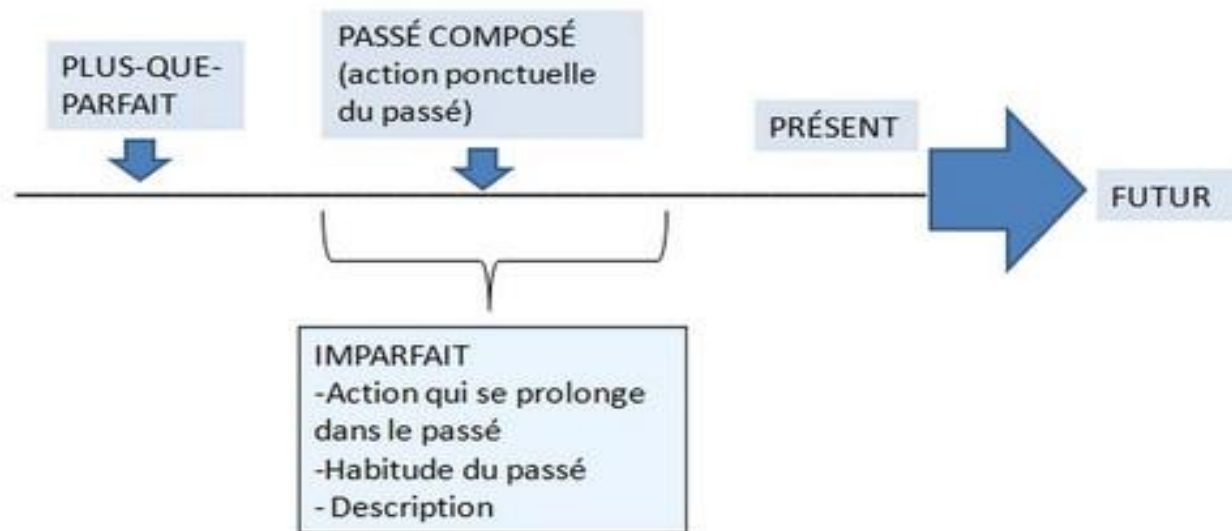 PLUS-QUE-
PARFAIT
PASSÉ COMPOSÉ
(action ponctuelle
du passé)
PRÉSENT
FUTUR
IMPARFAIT
-Action qui se prolonge
dans le passé
-Habitude du passé
- Description